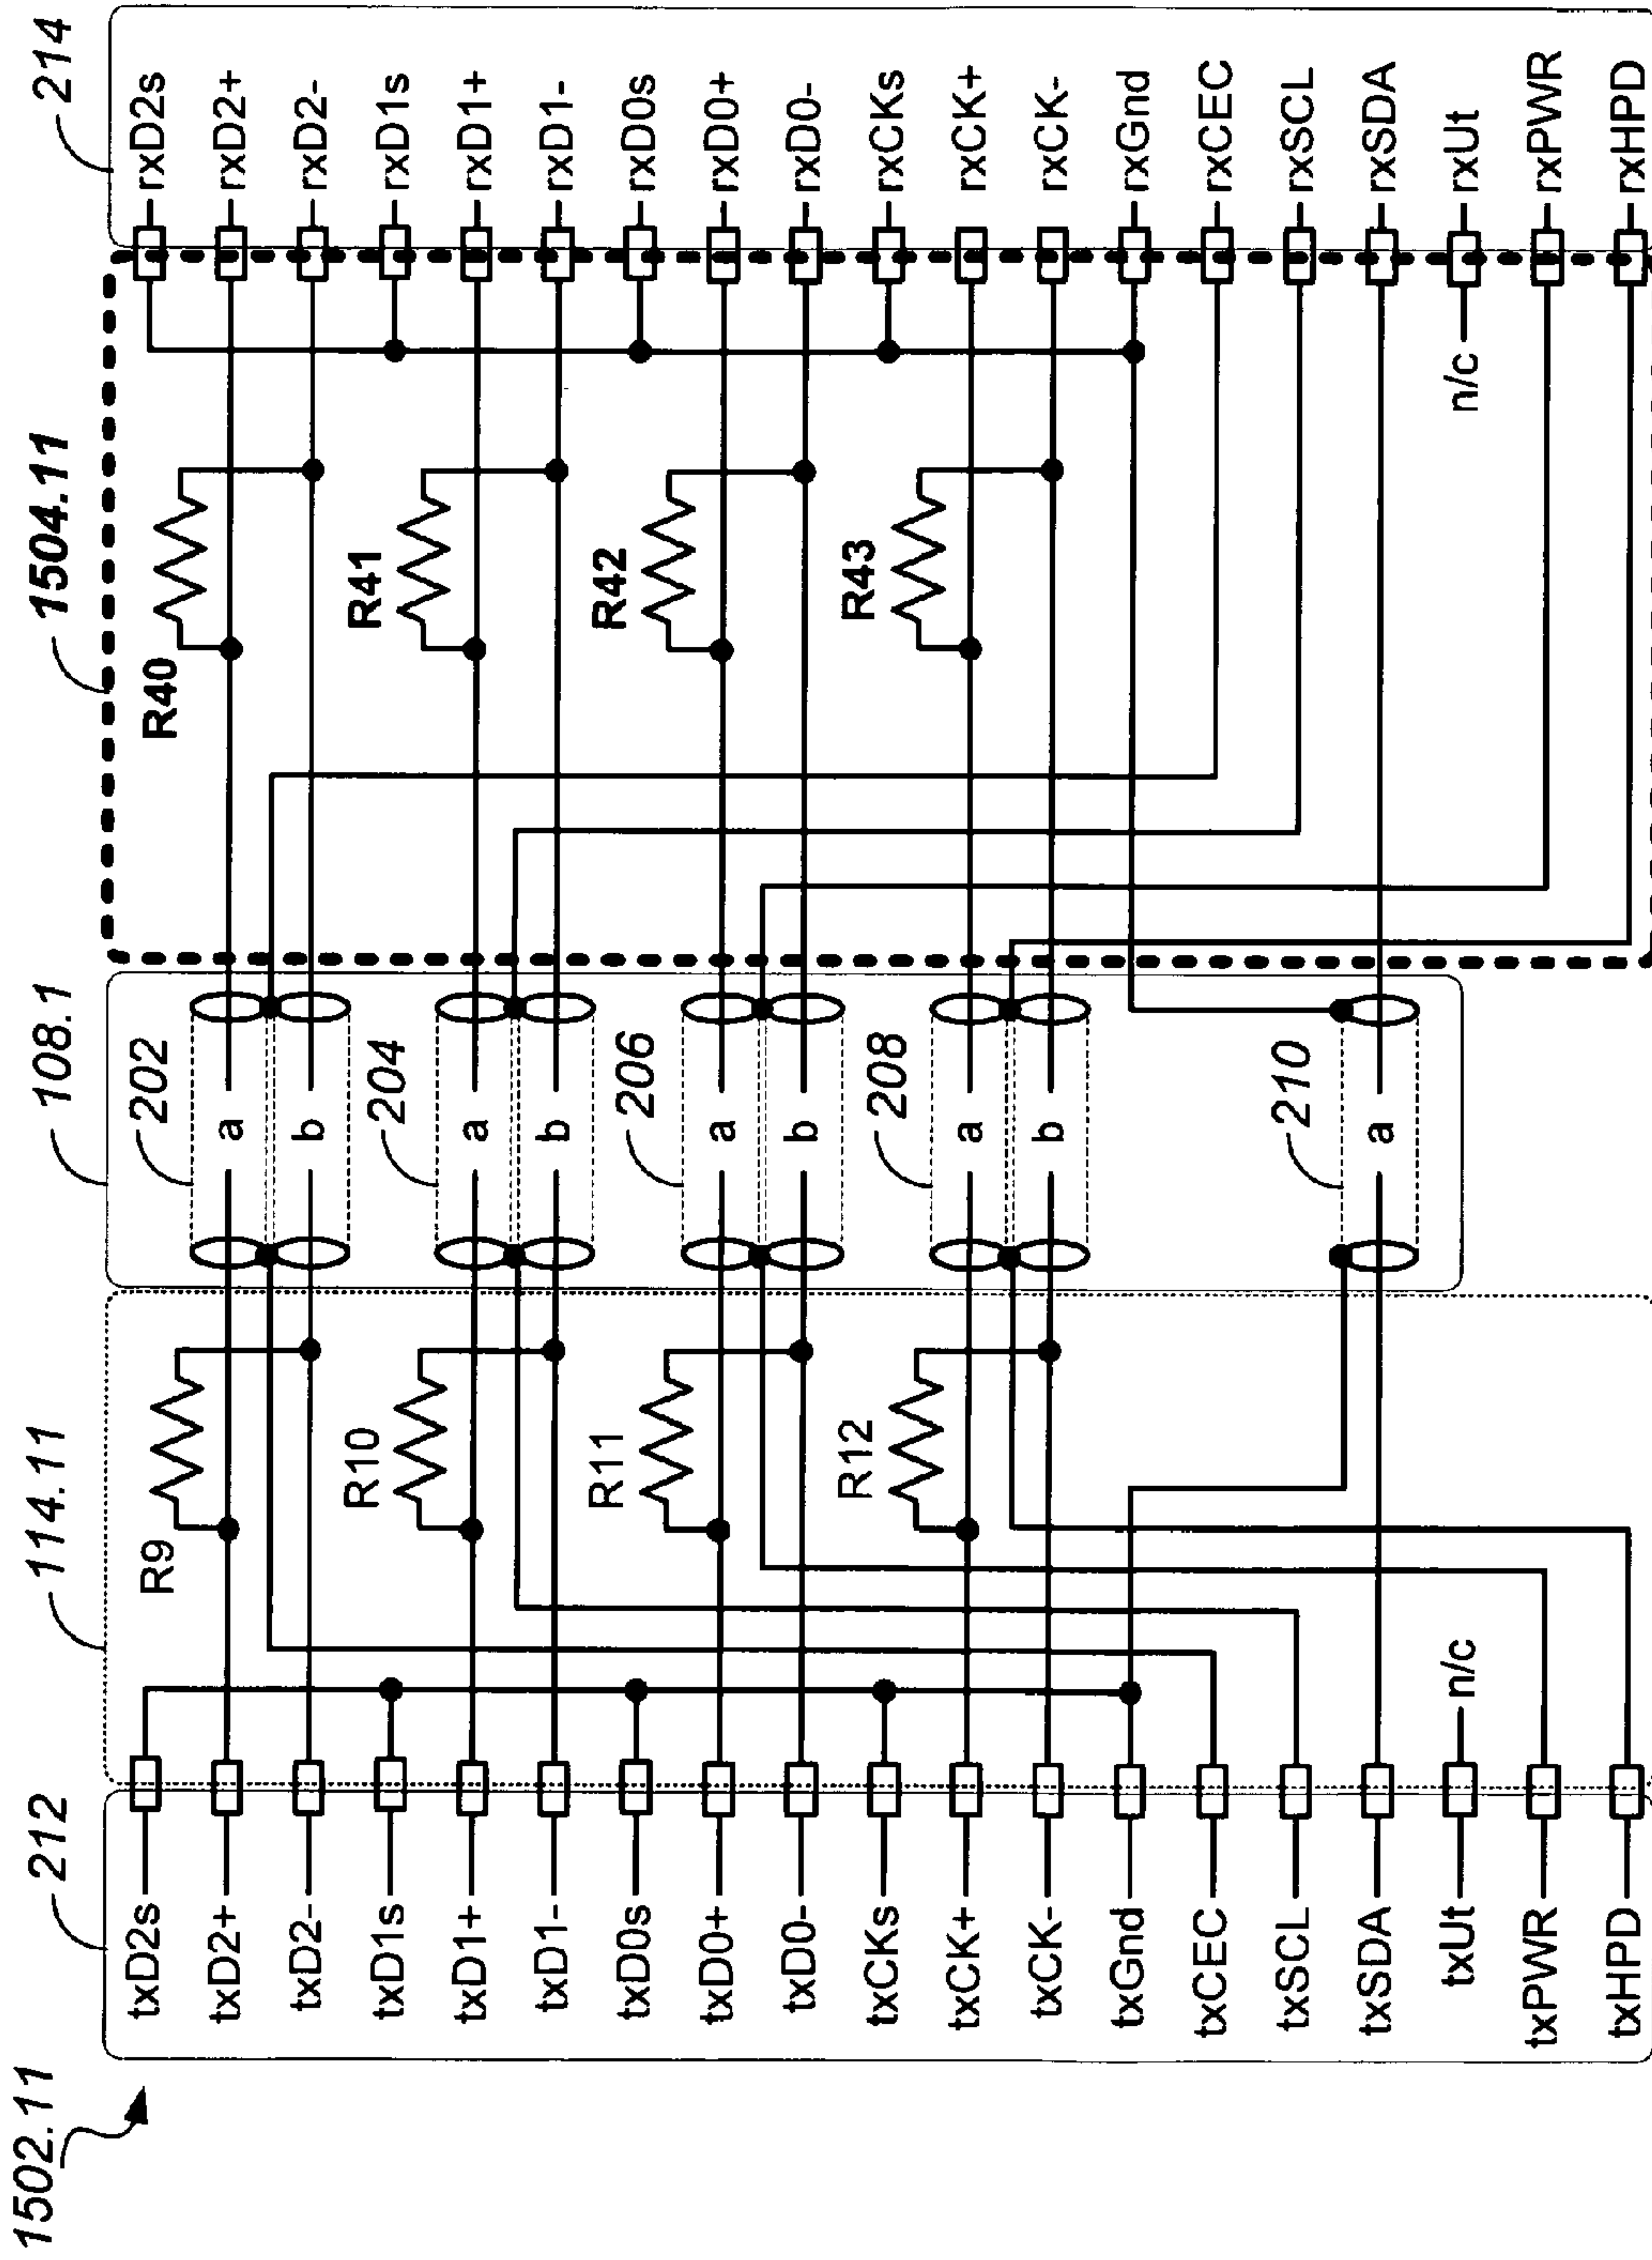 1502.11
212
114.11
108.1
1504.11
214
txD2s
txD2+
txD2-
txD1s
txD1+
txD1-
txD0s
txD0+
txD0-
txCKs
txCK+
txCK-
txGnd
txCEC
txSCL
txSDA
txUt
txPWR
txHPD
n/c
R9
R10
R11
R12
202
a
b
204
a
b
206
a
b
208
a
b
210
a
R40
R41
R42
R43
n/c
rxD2s
rxD2+
rxD2-
rxD1s
rxD1+
rxD1-
rxD0s
rxD0+
rxD0-
rxCKs
rxCK+
rxCK-
rxGnd
rxCEC
rxSCL
rxSDA
rxUt
rxPWR
rxHPD